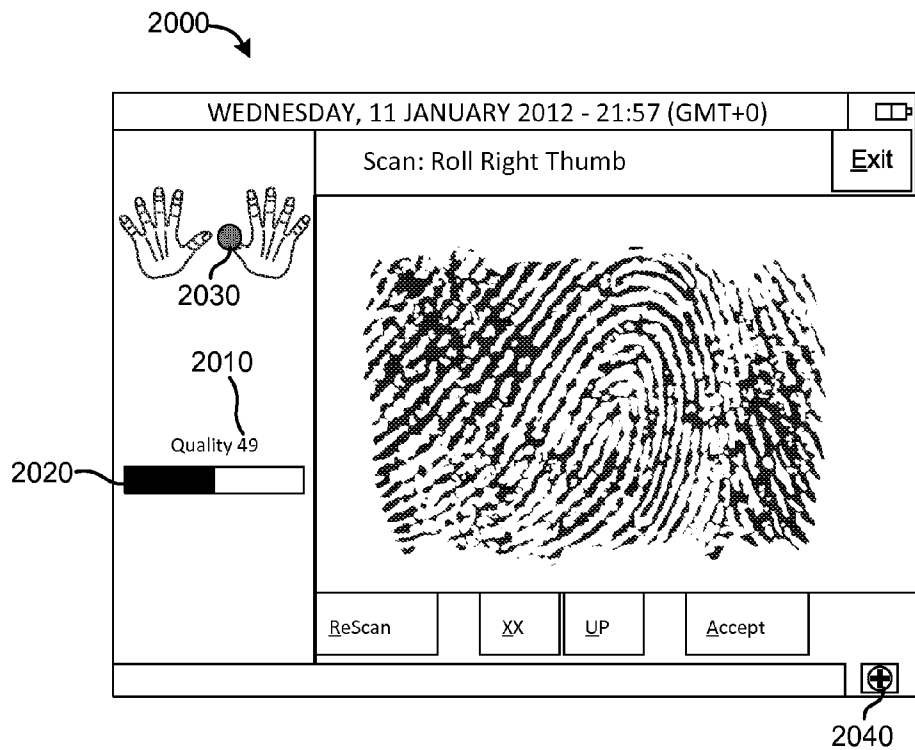 2000
WEDNESDAY, 11 JANUARY 2012 - 21:57 (GMT+0)
Scan: Roll Right Thumb
Exit
2030
2010
Quality 49
2020
ReScan
XX
UP
Accept
2040